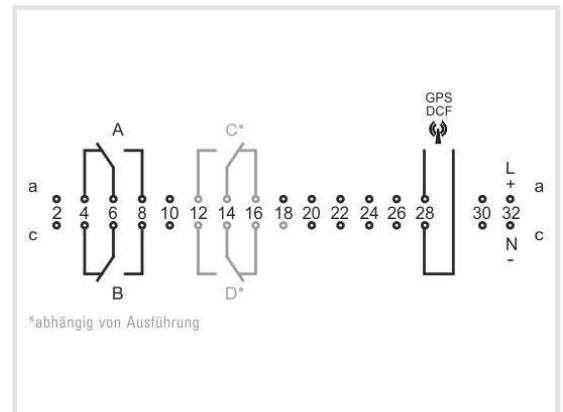 GPS
DCF
A
C*
L
+
a a
2 4 6 8 10 12 14 16 18 20 22 24 26 28 30 32
c c
N
-
B
D*
*abhängig von Ausführung